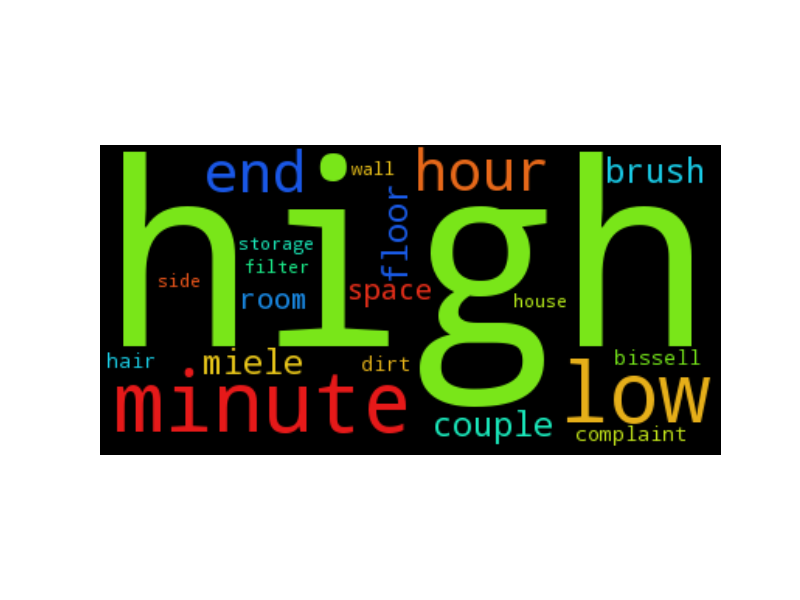 end
wall
hour
brush
high
floor
storage
filter
side
room
space
house
hair
miele
dirt
bissell
minute
low
couple
complaint